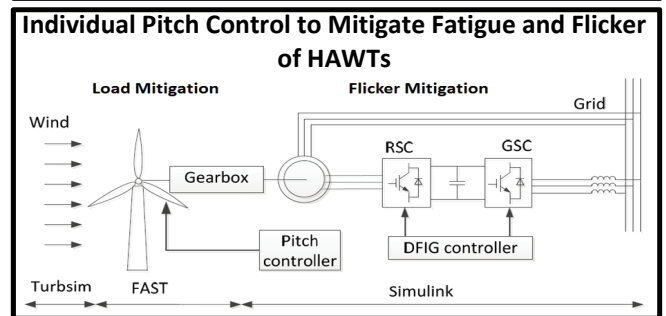 Individual Pitch Control to Mitigate Fatigue and Flicker
of HAWTs
Load Mitigation
Flicker Mitigation
Grid
Wind
RSC
GSC
Gearbox
Pitch
controller
DFIG controller
Turbsim
FAST
Simulink